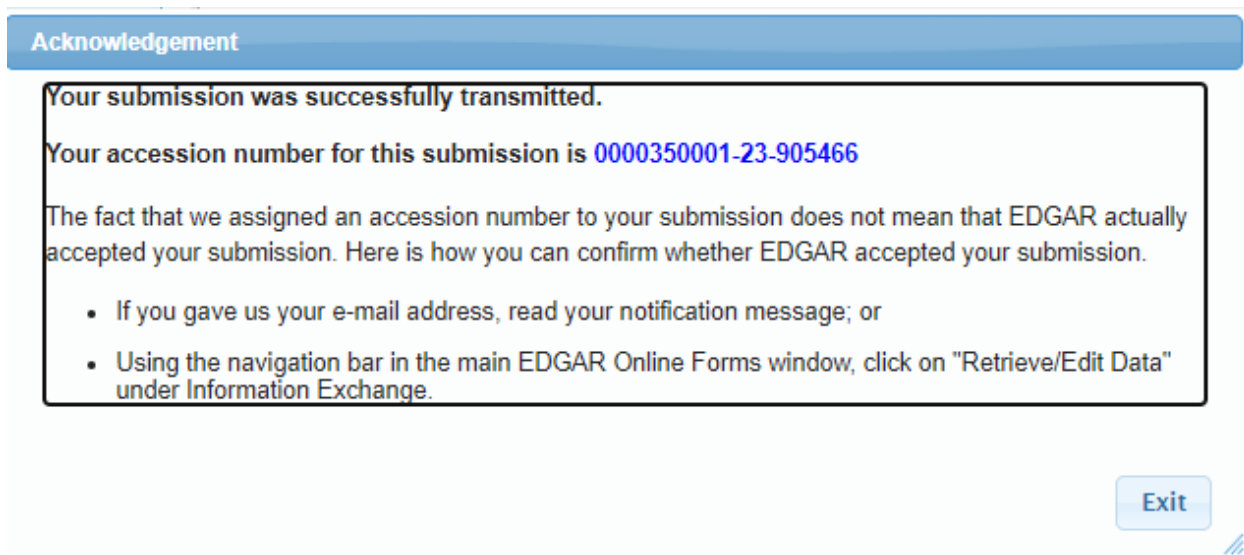 Acknowledgement
Your submission was successfully transmitted.
Your accession number for this submission is 0000350001-23-905466
The fact that we assigned an accession number to your submission does not mean that EDGAR actually
accepted your submission. Here is how you can confirm whether EDGAR accepted your submission.
• If you gave us your e-mail address, read your notification message; or
• Using the navigation bar in the main EDGAR Online Forms window, click on "Retrieve/Edit Data"
under Information Exchange.
Exit